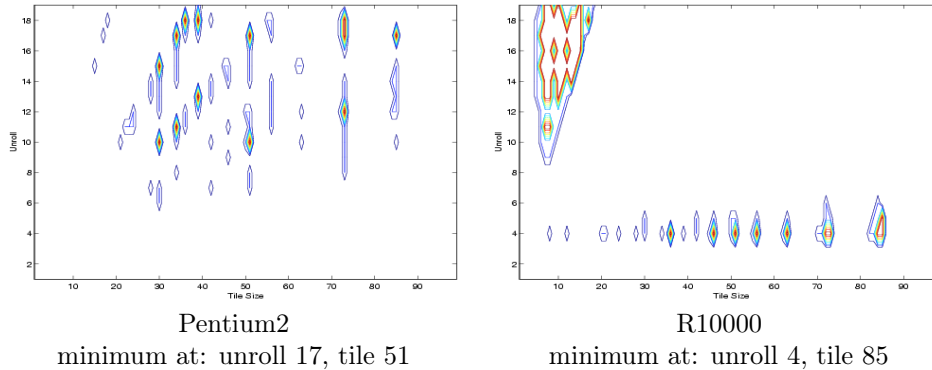 18
16
14
12
10
8
6
4
2
Unroll
10 20 30 40 50 60 70 80 90
Tile Size
Pentium2
minimum at: unroll 17, tile 51
18
16
14
12
10
8
6
4
2
Unroll
10 20 30 40 50 60 70 80 90
Tile Size
R10000
minimum at: unroll 4, tile 85